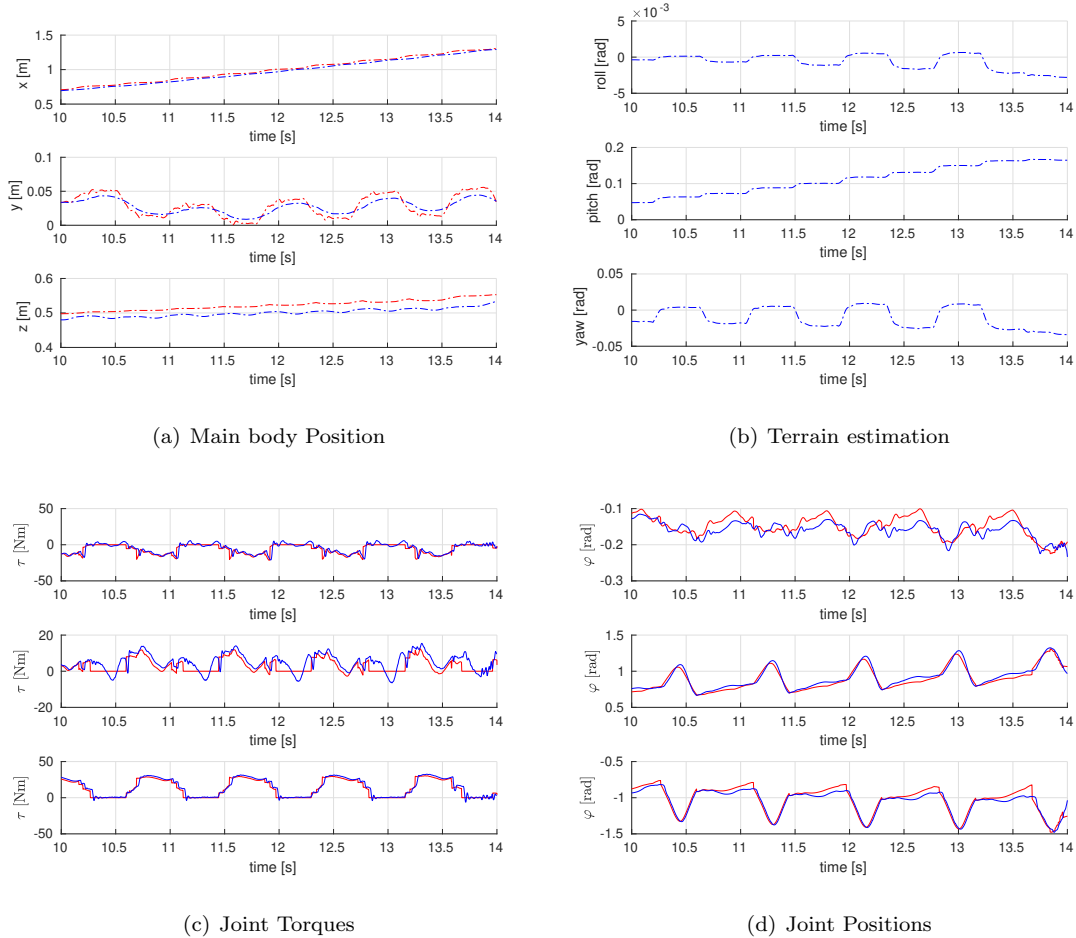 1.5
1
0.5
x [m]
10 10.5 11 11.5 12 12.5 13 13.5 14
time [s]
0.1
0.05
0
y [m]
10 10.5 11 11.5 12 12.5 13 13.5 14
time [s]
0.6
0.5
0.4
z [m]
10 10.5 11 11.5 12 12.5 13 13.5 14
time [s]
(a) Main body Position
× 10⁻³
5
0
-5
roll [rad]
10 10.5 11 11.5 12 12.5 13 13.5 14
time [s]
0.2
0.1
0
pitch [rad]
10 10.5 11 11.5 12 12.5 13 13.5 14
time [s]
0.05
0
-0.05
yaw [rad]
10 10.5 11 11.5 12 12.5 13 13.5 14
time [s]
(b) Terrain estimation
50
0
-50
τ [Nm]
10 10.5 11 11.5 12 12.5 13 13.5 14
time [s]
20
0
-20
τ [Nm]
10 10.5 11 11.5 12 12.5 13 13.5 14
time [s]
50
0
-50
τ [Nm]
10 10.5 11 11.5 12 12.5 13 13.5 14
time [s]
(c) Joint Torques
-0.1
-0.2
-0.3
φ [rad]
10 10.5 11 11.5 12 12.5 13 13.5 14
time [s]
1.5
1
0.5
φ [rad]
10 10.5 11 11.5 12 12.5 13 13.5 14
time [s]
-0.5
-1
-1.5
φ [rad]
10 10.5 11 11.5 12 12.5 13 13.5 14
time [s]
(d) Joint Positions